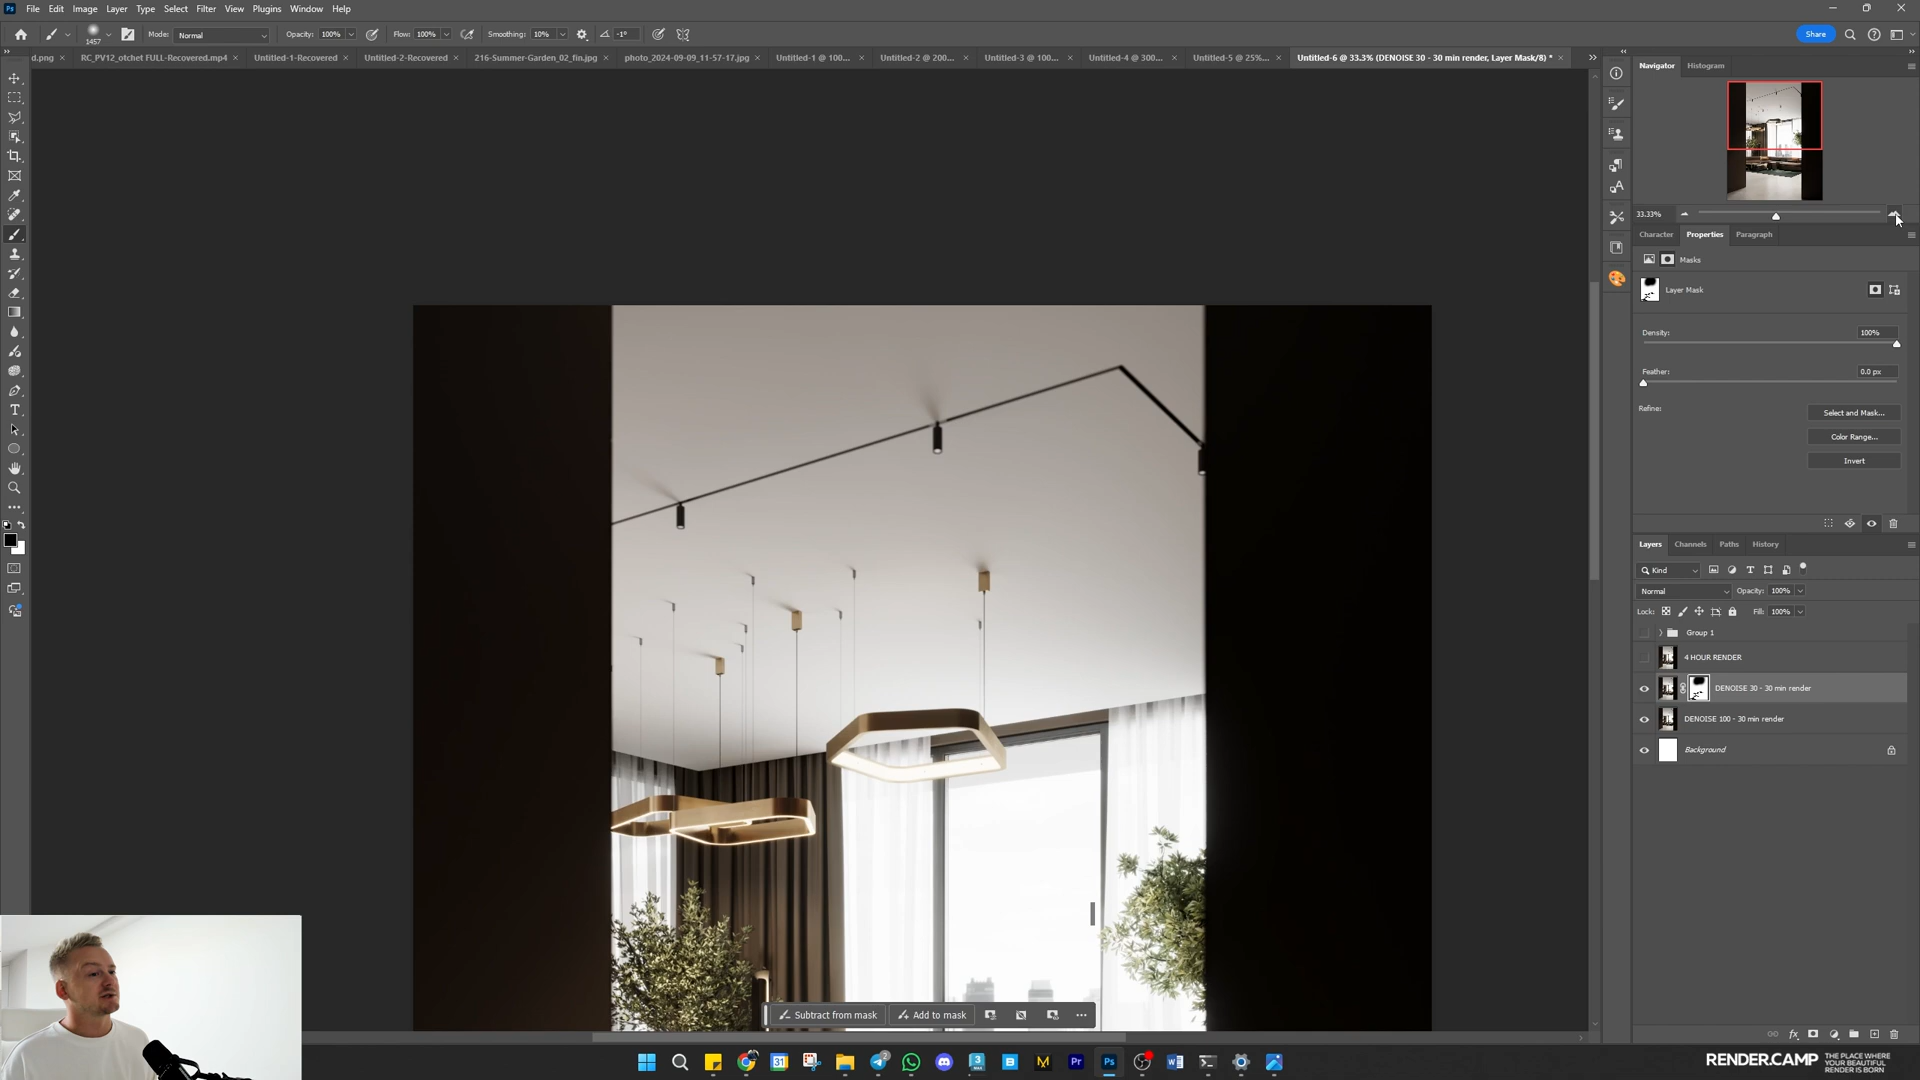 Ps File Edit Image Layer Type Select Filter View Plugins Window Help
1457 Mode: Normal Opacity: 100% Flow: 100% Smoothing: 10% -1° Share
d.png × RC_PV12_otchet FULL-Recovered.mp4 × Untitled-1-Recovered × Untitled-2-Recovered × 216-Summer-Garden_02_fin.jpg × photo_2024-09-09_11-57-17.jpg × Untitled-1 @ 100... × Untitled-2 @ 200... × Untitled-3 @ 100... × Untitled-4 @ 300... × Untitled-5 @ 25%... × Untitled-6 @ 33.3% (DENOISE 30 - 30 min render, Layer Mask/8) * ×
Navigator Histogram
33.33%
Character Properties Paragraph
Masks
Layer Mask
Density: 100%
Feather: 0.0 px
Refine: Select and Mask...
Color Range...
Invert
Layers Channels Paths History
Kind
Normal Opacity: 100%
Lock: Fill: 100%
Group 1
4 HOUR RENDER
DENOISE 30 - 30 min render
DENOISE 100 - 30 min render
Background
Subtract from mask Add to mask
RENDER.CAMP THE PLACE WHERE
YOUR BEAUTIFUL
RENDER IS BORN